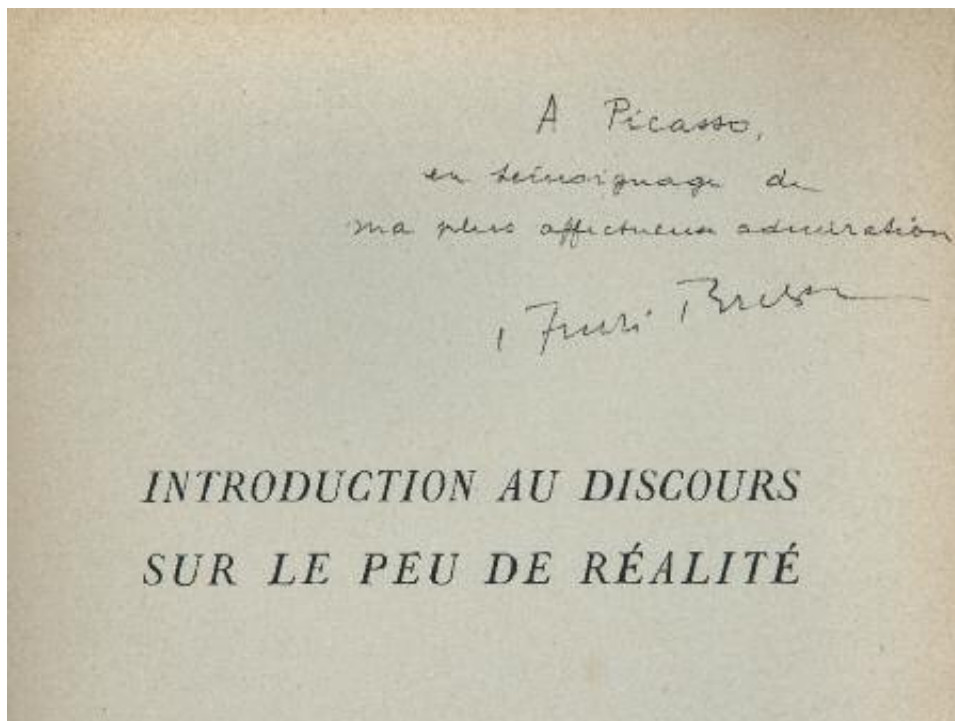 A Picasso,
en témoignage de
ma plus affectueuse admiration
André Breton
INTRODUCTION AU DISCOURS
SUR LE PEU DE RÉALITÉ